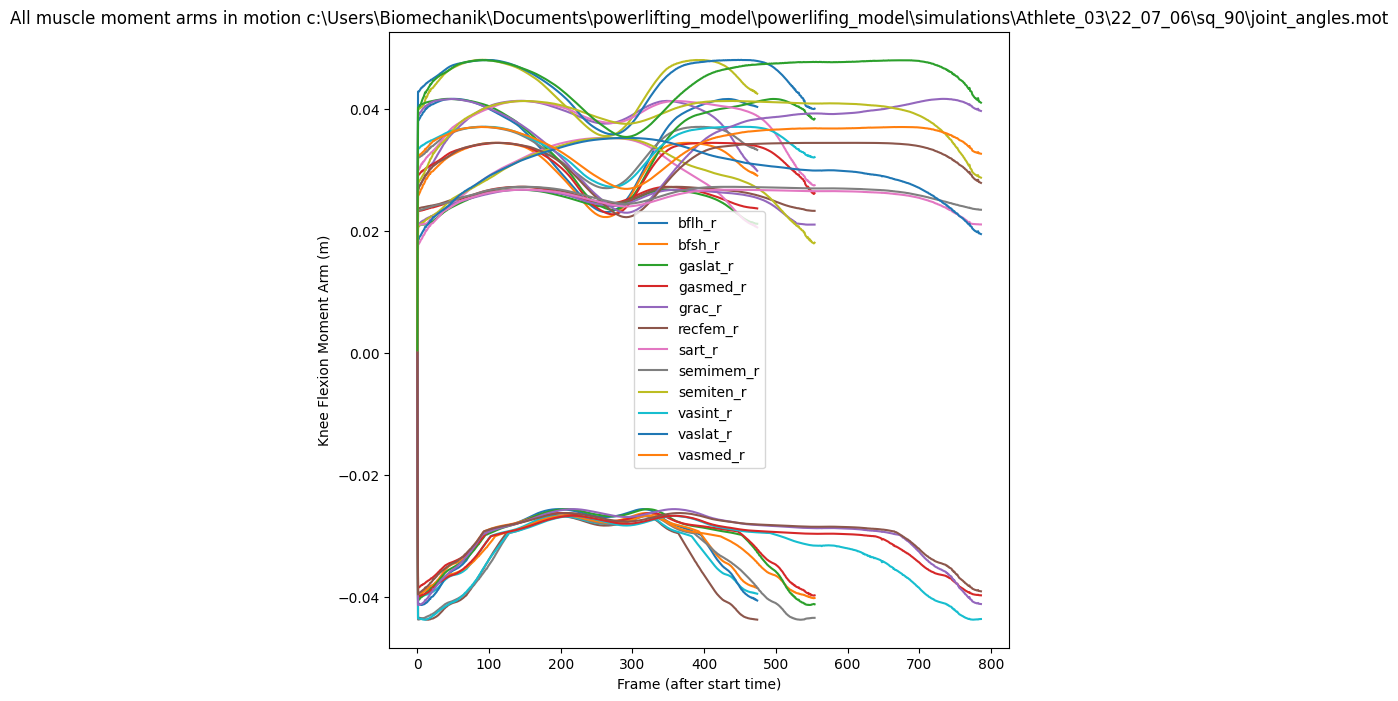 All muscle moment arms in motion c:\Users\Biomechanik\Documents\powerlifting_model\powerlifing_model\simulations\Athlete_03\22_07_06\sq_90\joint_angles.mot
Knee Flexion Moment Arm (m)
0.04
0.02
0.00
−0.02
−0.04
bflh_r
bfsh_r
gaslat_r
gasmed_r
grac_r
recfem_r
sart_r
semimem_r
semiten_r
vasint_r
vaslat_r
vasmed_r
0 100 200 300 400 500 600 700 800
Frame (after start time)